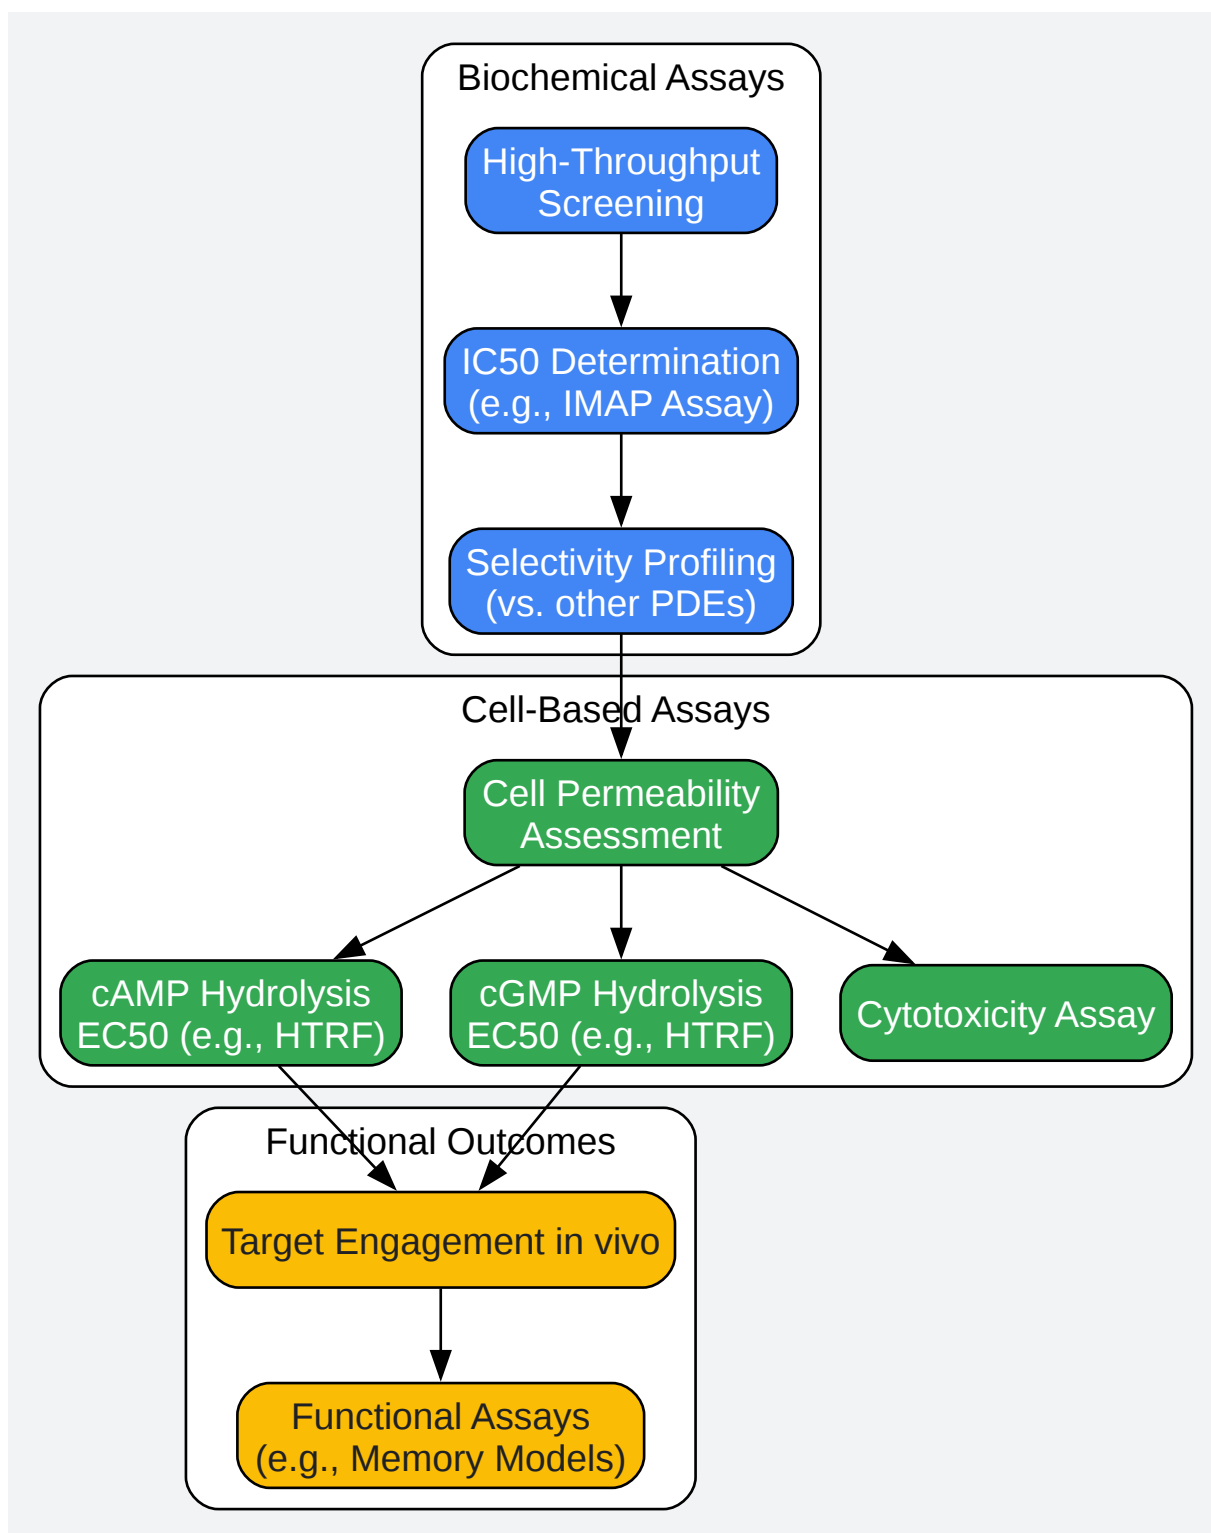 Biochemical Assays
High-Throughput
Screening
IC50 Determination
(e.g., IMAP Assay)
Selectivity Profiling
(vs. other PDEs)
Cell-Based Assays
Cell Permeability
Assessment
cAMP Hydrolysis
EC50 (e.g., HTRF)
cGMP Hydrolysis
EC50 (e.g., HTRF)
Cytotoxicity Assay
Functional Outcomes
Target Engagement in vivo
Functional Assays
(e.g., Memory Models)